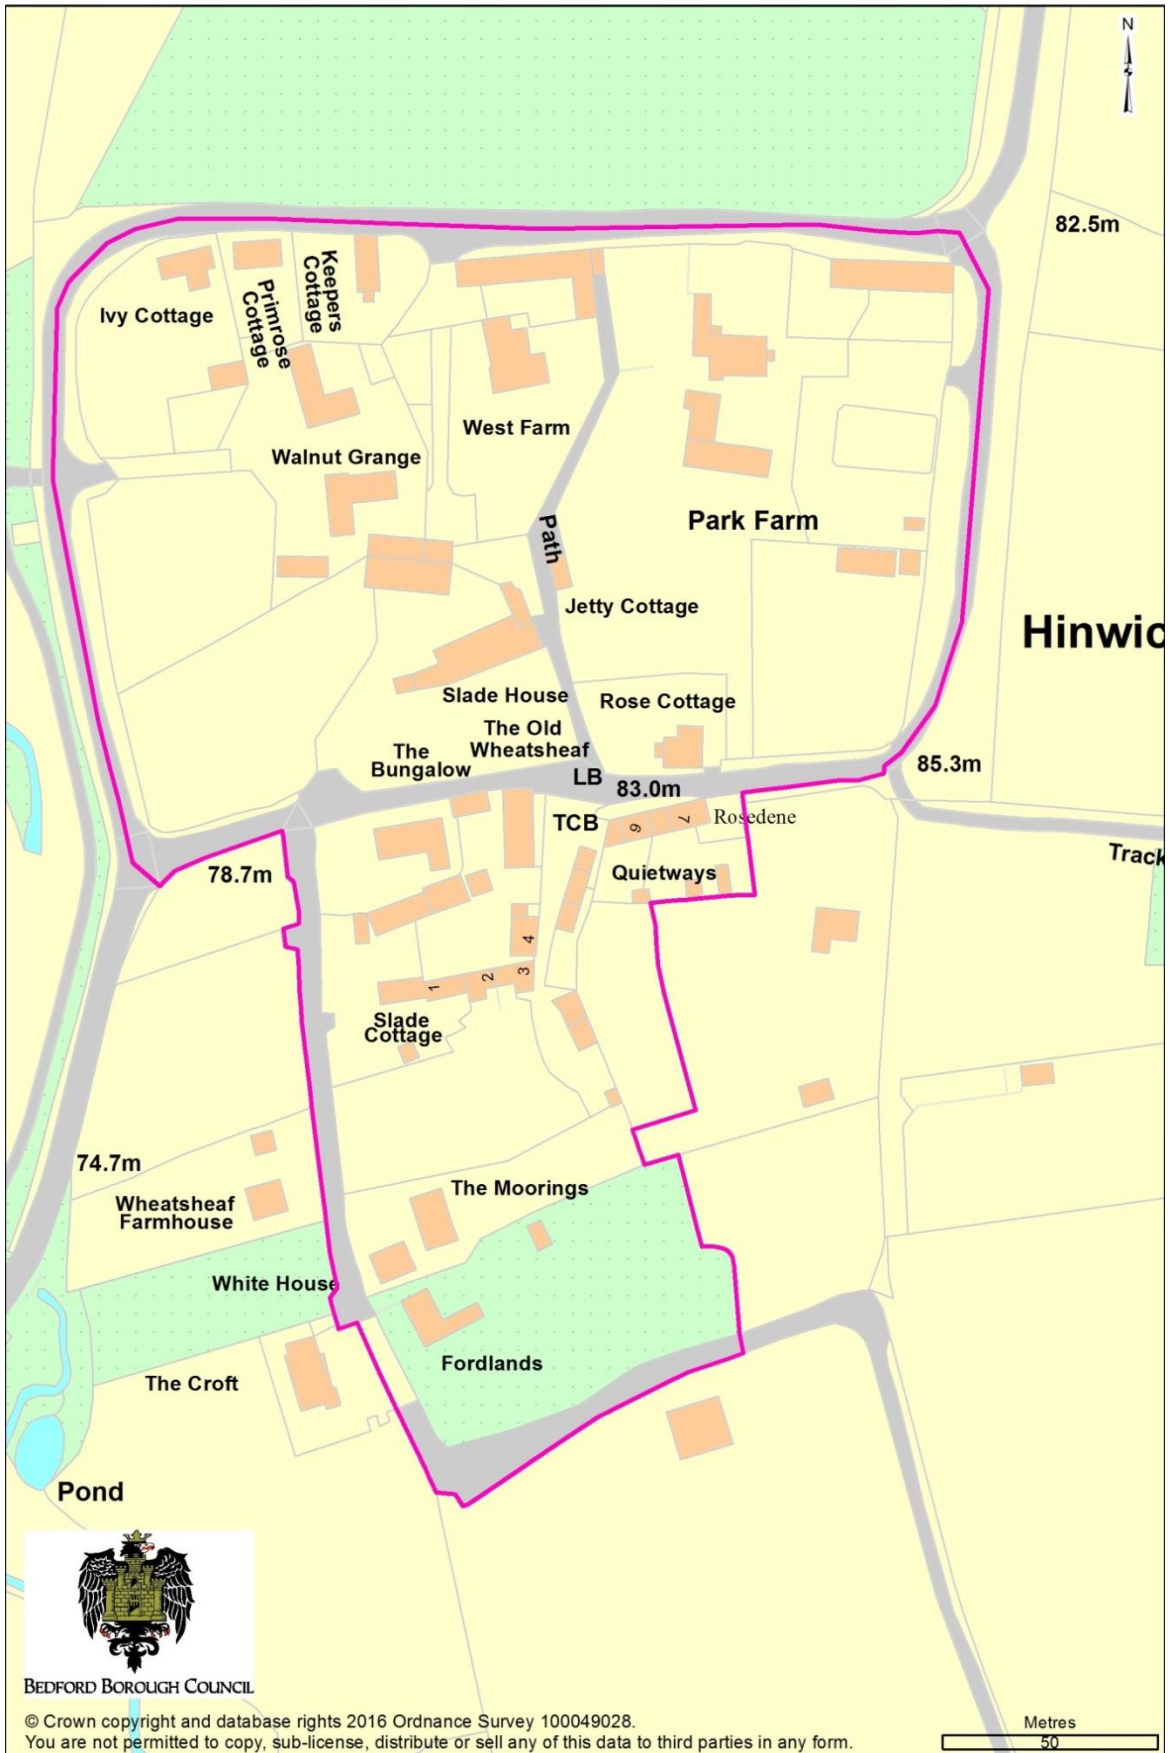 N
82.5m
Ivy Cottage
Primrose
Cottage
Keepers
Cottage
West Farm
Walnut Grange
Park Farm
Path
Jetty Cottage
Hinwic
Slade House
Rose Cottage
The Old
Wheatsheaf
The
Bungalow
LB
83.0m
85.3m
TCB
6
7
Rosedene
Track
78.7m
Quietways
4
3
2
1
Slade
Cottage
74.7m
The Moorings
Wheatsheaf
Farmhouse
White House
Fordlands
The Croft
Pond
BEDFORD BOROUGH COUNCIL
© Crown copyright and database rights 2016 Ordnance Survey 100049028.
You are not permitted to copy, sub-license, distribute or sell any of this data to third parties in any form.
Metres
50